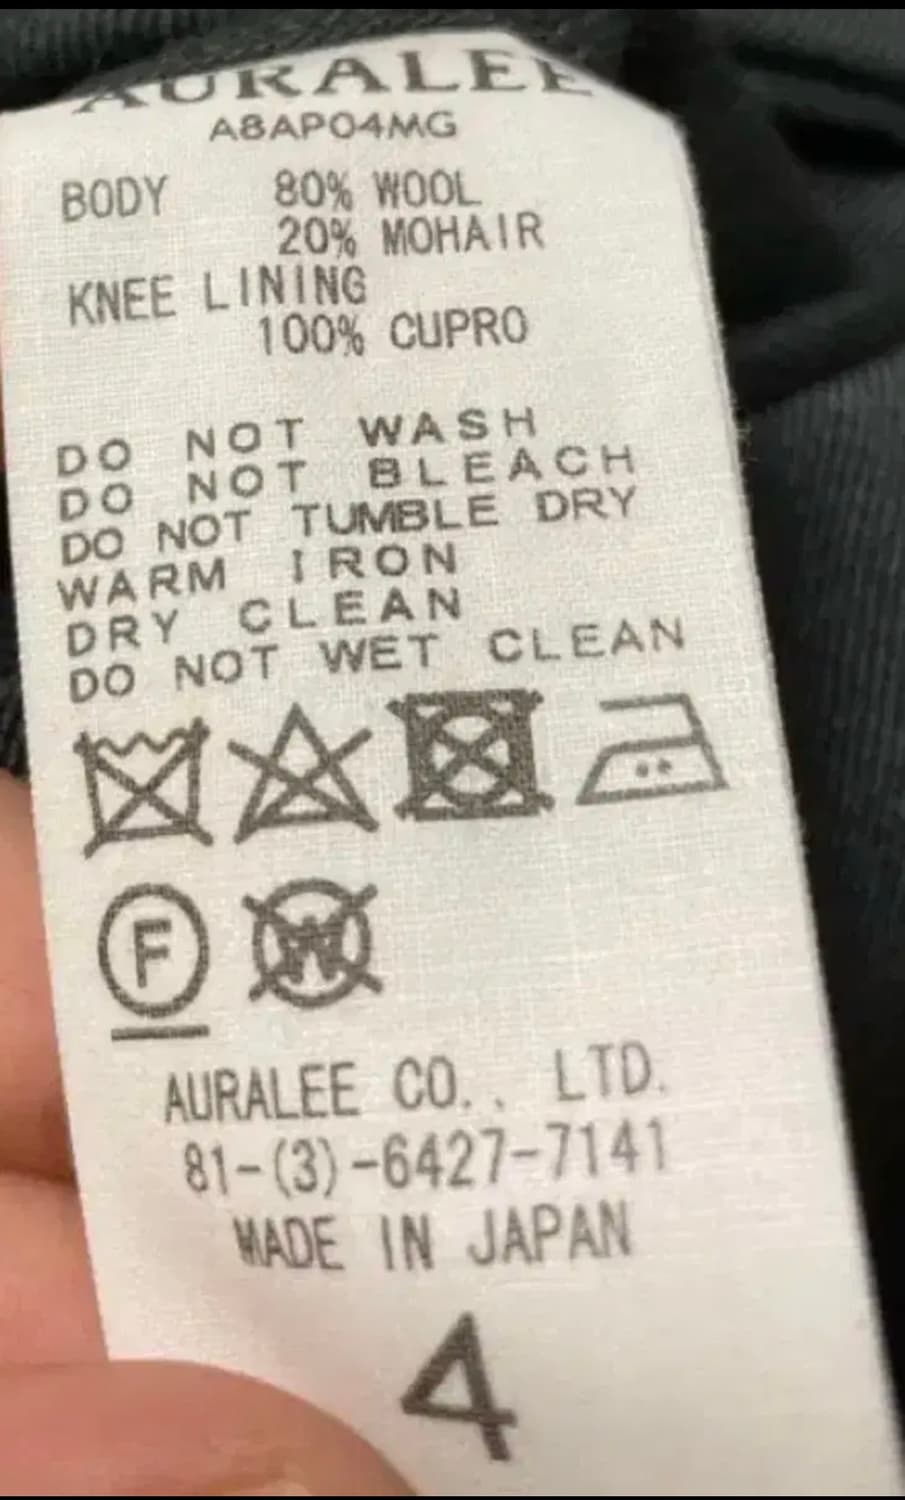 AURALEE
A8AP04MG
BODY 80% WOOL
20% MOHAIR
KNEE LINING
100% CUPRO
DO NOT WASH
DO NOT BLEACH
DO NOT TUMBLE DRY
WARM IRON
DRY CLEAN
DO NOT WET CLEAN
F W
AURALEE CO., LTD.
81-(3)-6427-7141
MADE IN JAPAN
4